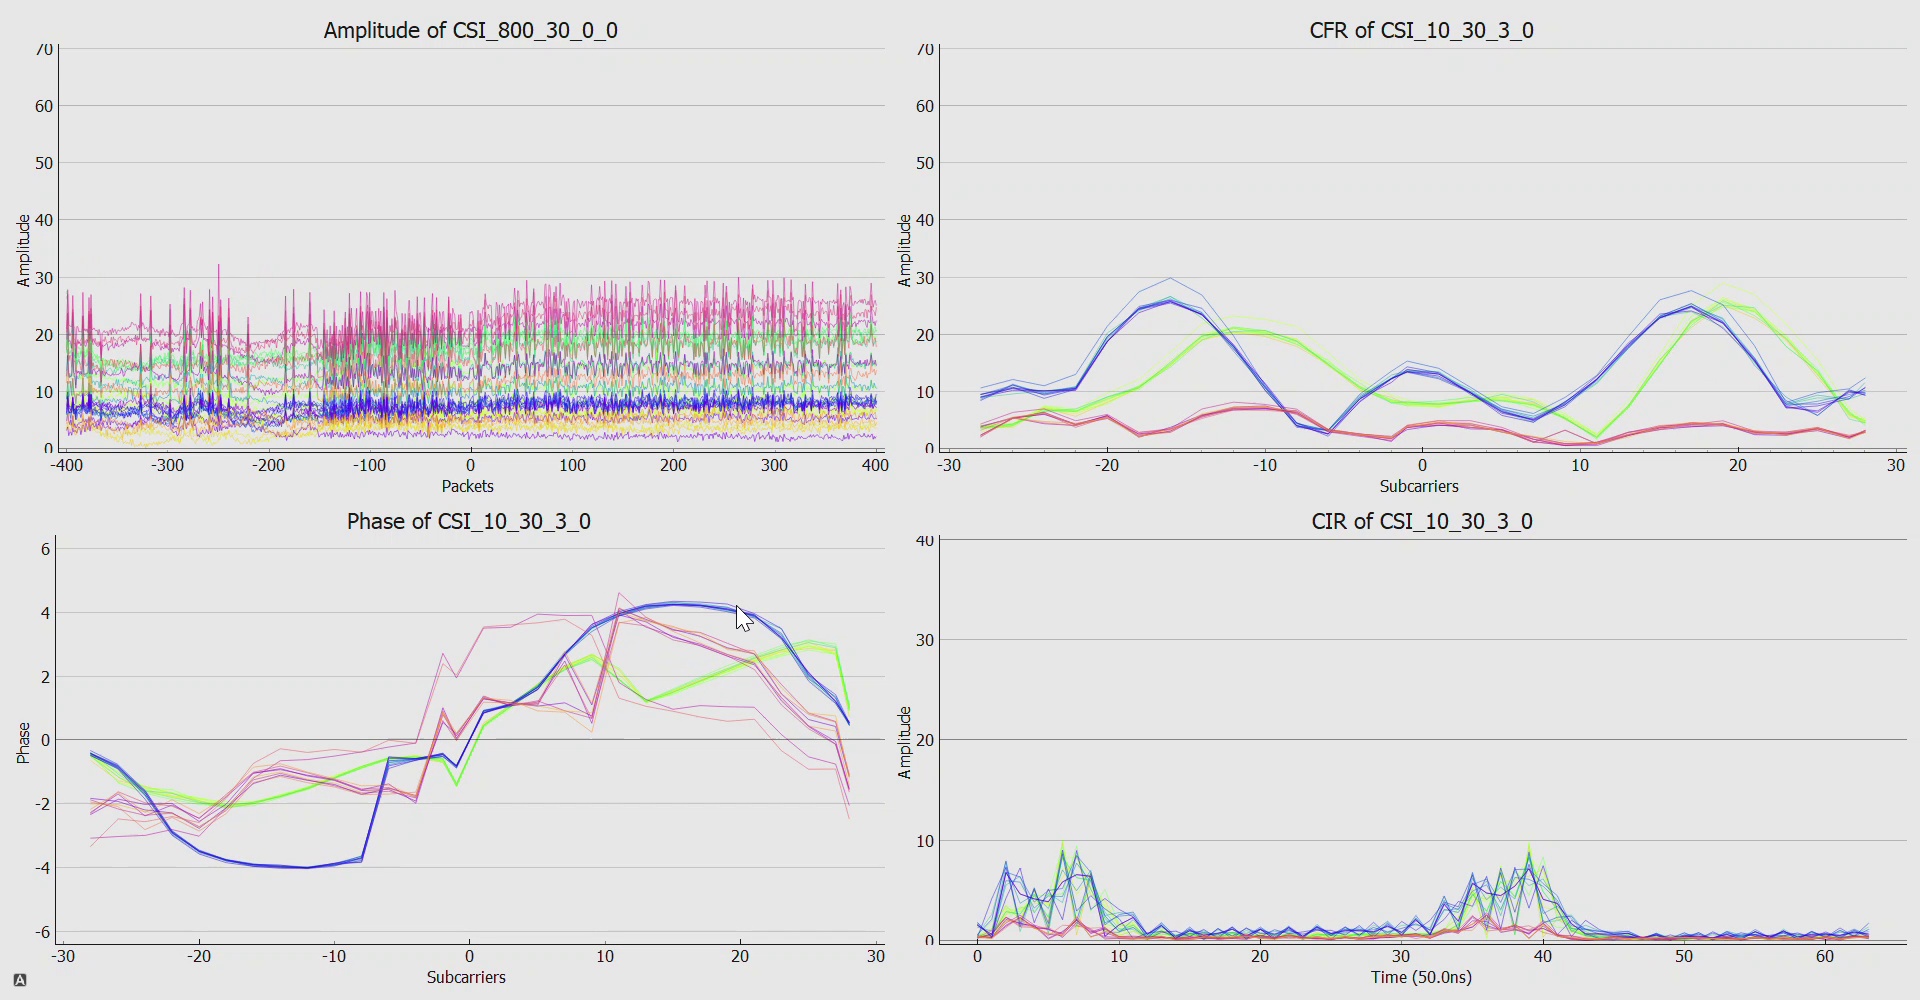 Amplitude of CSI_800_30_0_0
70
60
50
40
30
20
10
0
Amplitude
-400 -300 -200 -100 0 100 200 300 400
Packets
CFR of CSI_10_30_3_0
70
60
50
40
30
20
10
0
Amplitude
-30 -20 -10 0 10 20 30
Subcarriers
Phase of CSI_10_30_3_0
6
4
2
0
-2
-4
-6
Phase
-30 -20 -10 0 10 20 30
Subcarriers
A
CIR of CSI_10_30_3_0
40
30
20
10
0
Amplitude
0 10 20 30 40 50 60
Time (50.0ns)